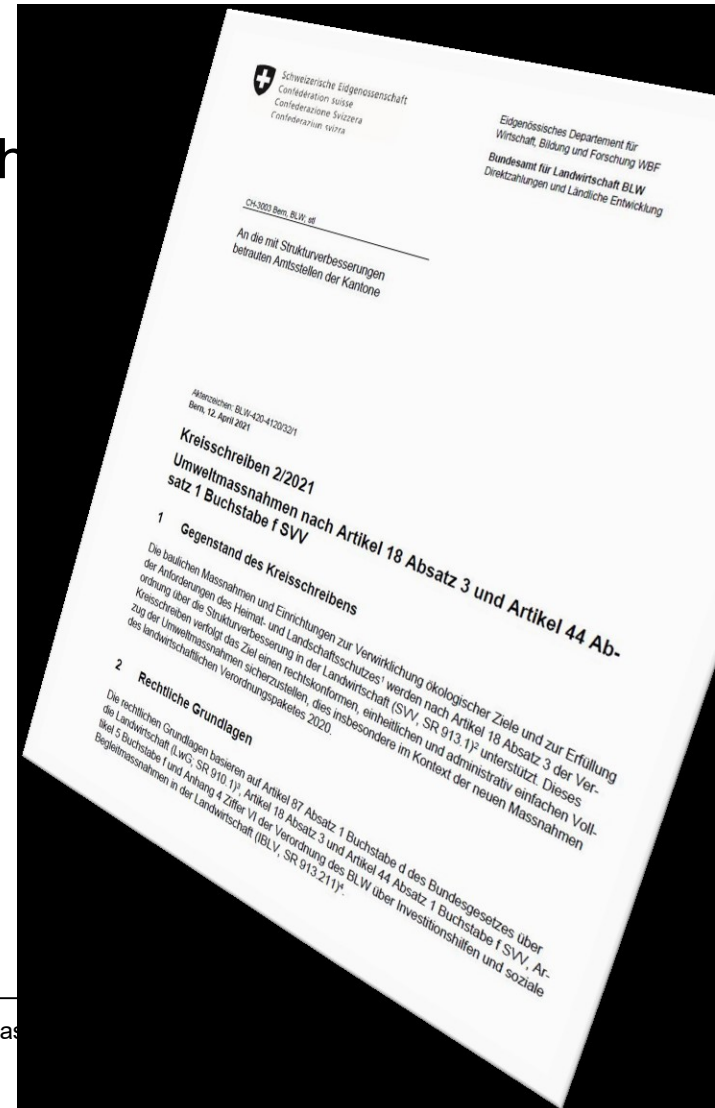 h
Schweizerische Eidgenossenschaft
Confédération suisse
Confederazione Svizzera
Confederaziun svizra
Eidgenössisches Departement für
Wirtschaft, Bildung und Forschung WBF
Bundesamt für Landwirtschaft BLW
Direktzahlungen und Ländliche Entwicklung
CH-3003 Bern, BLW, stl
An die mit Strukturverbesserungen
betrauten Amtsstellen der Kantone
Aktenzeichen: BLW-420-4120/32/1
Bern, 12. April 2021
Kreisschreiben 2/2021
Umweltmassnahmen nach Artikel 18 Absatz 3 und Artikel 44 Ab-
satz 1 Buchstabe f SVV
1 Gegenstand des Kreisschreibens
Die baulichen Massnahmen und Einrichtungen zur Verwirklichung ökologischer Ziele und zur Erfüllung
der Anforderungen des Heimat- und Landschaftsschutzes¹ werden nach Artikel 18 Absatz 3 der Ver-
ordnung über die Strukturverbesserung in der Landwirtschaft (SVV, SR 913.1)² unterstützt. Dieses
Kreisschreiben verfolgt das Ziel einen rechtskonformen, einheitlichen und administrativ einfachen Voll-
zug der Umweltmassnahmen sicherzustellen, dies insbesondere im Kontext der neuen Massnahmen
des landwirtschaftlichen Verordnungspaketes 2020.
2 Rechtliche Grundlagen
Die rechtlichen Grundlagen basieren auf Artikel 87 Absatz 1 Buchstabe d des Bundesgesetzes über
die Landwirtschaft (LwG; SR 910.1)³, Artikel 18 Absatz 3 und Artikel 44 Absatz 1 Buchstabe f SVV, Ar-
tikel 5 Buchstabe f und Anhang 4 Ziffer VI der Verordnung des BLW über Investitionshilfen und soziale
Begleitmassnahmen in der Landwirtschaft (IBLV, SR 913.211)⁴.
as